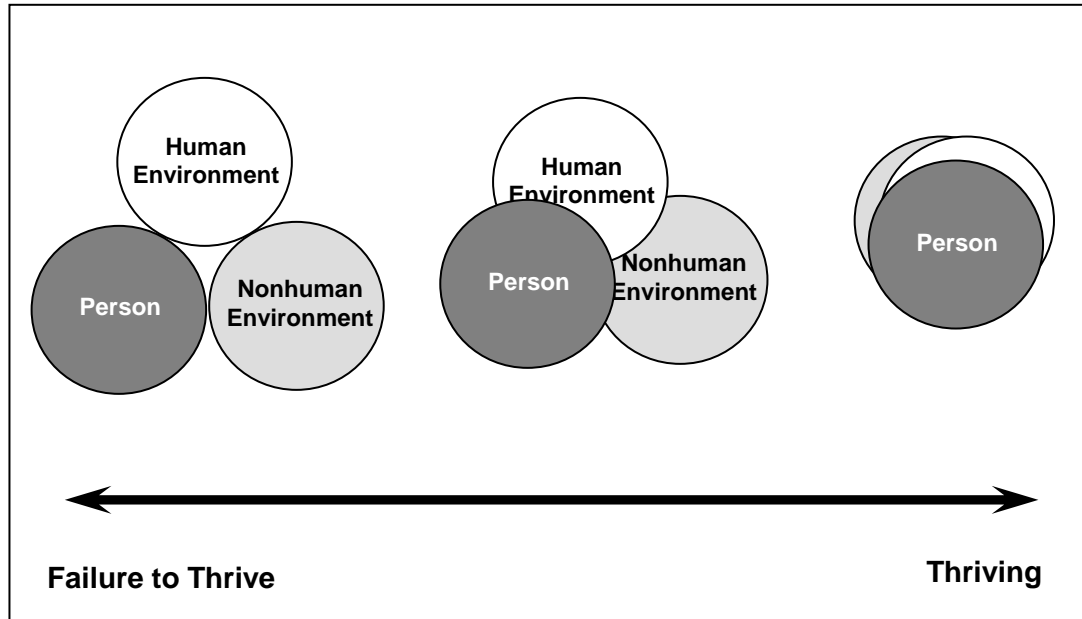 Human
Environment
Person
Nonhuman
Environment
Human
Environment
Person
Nonhuman
Environment
Person
Failure to Thrive
Thriving